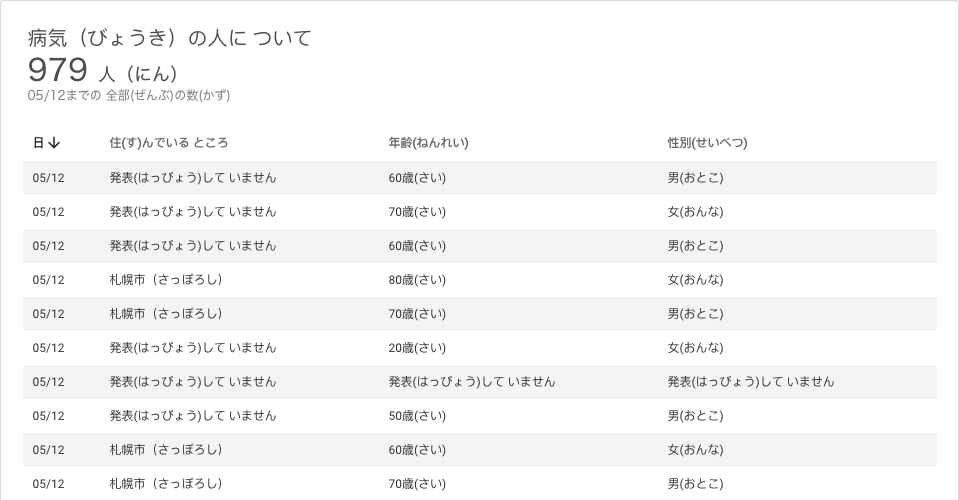 病気（びょうき）の人に ついて
979 人（にん）
05/12までの 全部(ぜんぶ)の数(かず)
日↓ 住(す)んでいる ところ 年齢(ねんれい) 性別(せいべつ)
05/12 発表(はっぴょう)して いません 60歳(さい) 男(おとこ)
05/12 発表(はっぴょう)して いません 70歳(さい) 女(おんな)
05/12 発表(はっぴょう)して いません 60歳(さい) 男(おとこ)
05/12 札幌市（さっぽろし） 80歳(さい) 女(おんな)
05/12 札幌市（さっぽろし） 70歳(さい) 男(おとこ)
05/12 発表(はっぴょう)して いません 20歳(さい) 女(おんな)
05/12 発表(はっぴょう)して いません 発表(はっぴょう)して いません 発表(はっぴょう)して いません
05/12 発表(はっぴょう)して いません 50歳(さい) 男(おとこ)
05/12 札幌市（さっぽろし） 60歳(さい) 女(おんな)
05/12 札幌市（さっぽろし） 70歳(さい) 男(おとこ)